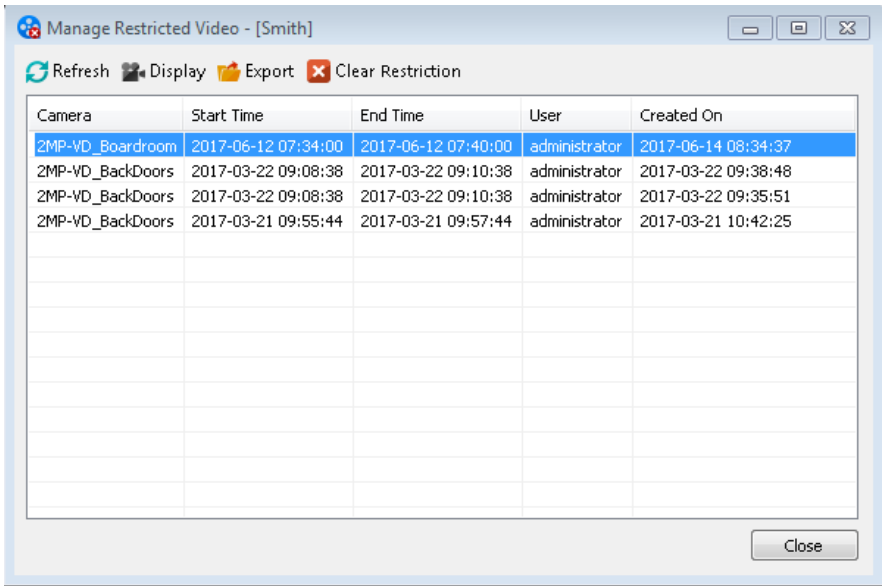 Manage Restricted Video - [Smith]
Refresh Display Export Clear Restriction
Camera Start Time End Time User Created On
2MP-VD_Boardroom 2017-06-12 07:34:00 2017-06-12 07:40:00 administrator 2017-06-14 08:34:37
2MP-VD_BackDoors 2017-03-22 09:08:38 2017-03-22 09:10:38 administrator 2017-03-22 09:38:48
2MP-VD_BackDoors 2017-03-22 09:08:38 2017-03-22 09:10:38 administrator 2017-03-22 09:35:51
2MP-VD_BackDoors 2017-03-21 09:55:44 2017-03-21 09:57:44 administrator 2017-03-21 10:42:25
Close